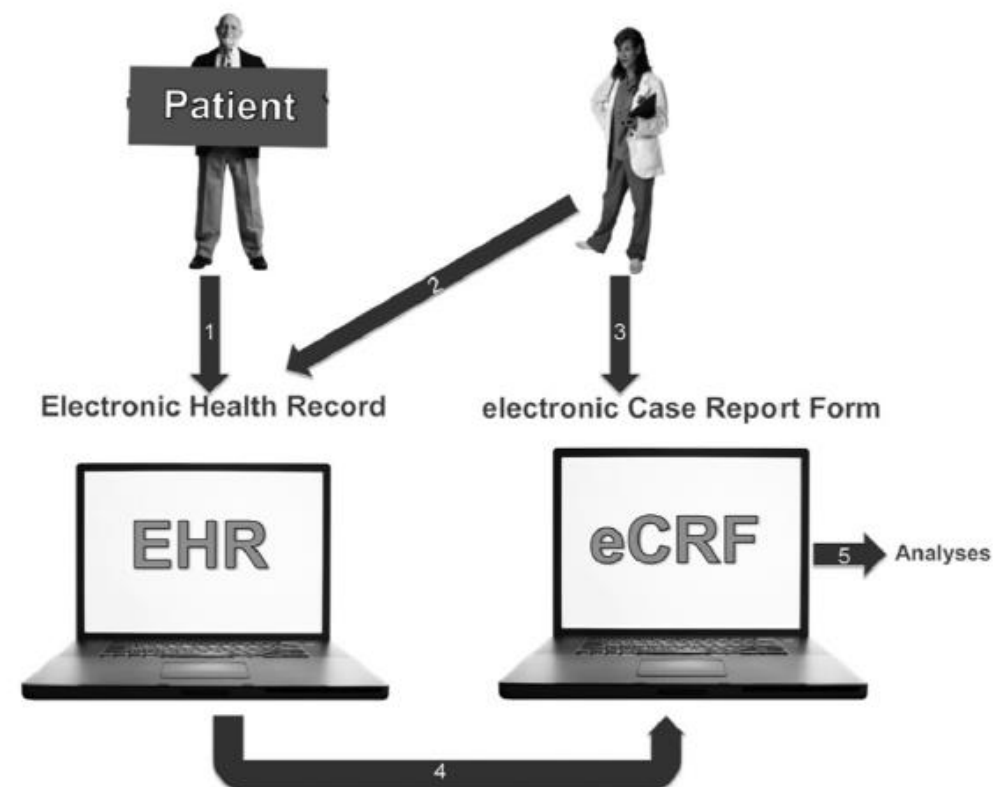 Patient
2
1
3
Electronic Health Record
electronic Case Report Form
EHR
eCRF
5
Analyses
4